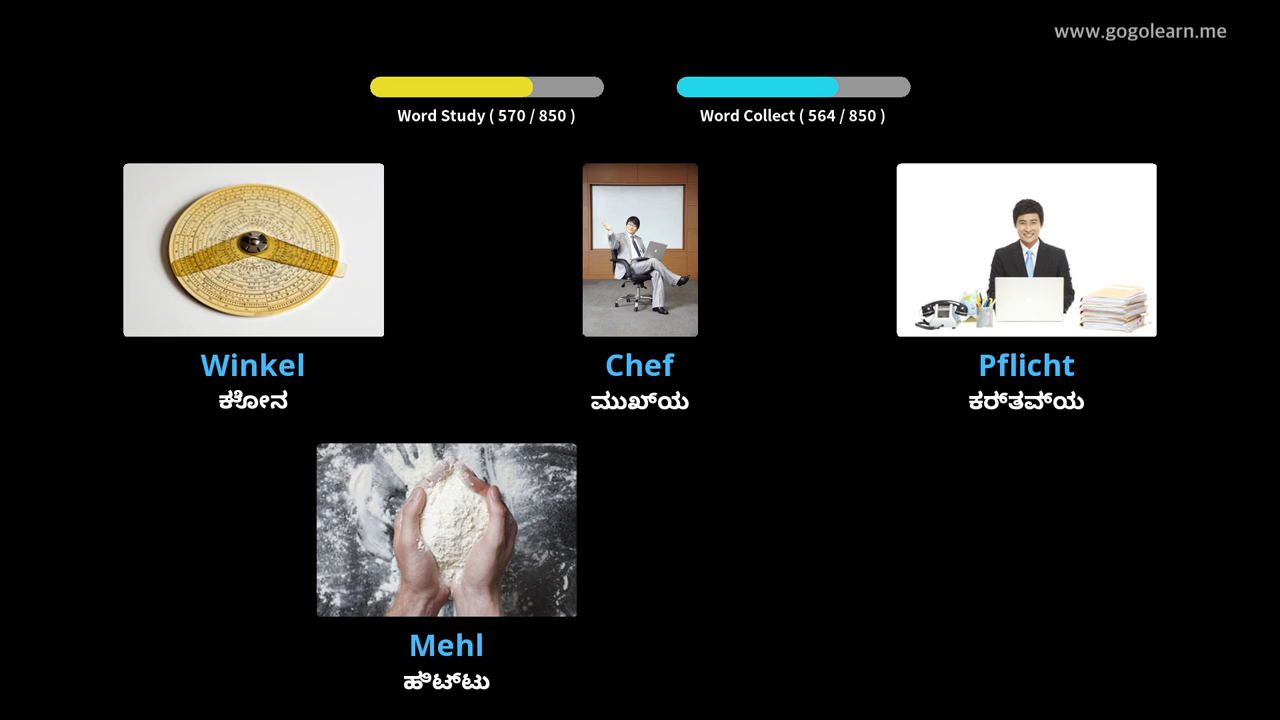 www.gogolearn.me
Word Study ( 570 / 850 )
Word Collect ( 564 / 850 )
Winkel
ಕೋನ
Chef
ಮುಖ್ಯ
Pflicht
ಕರ್ತವ್ಯ
Mehl
ಹಿಟ್ಟು